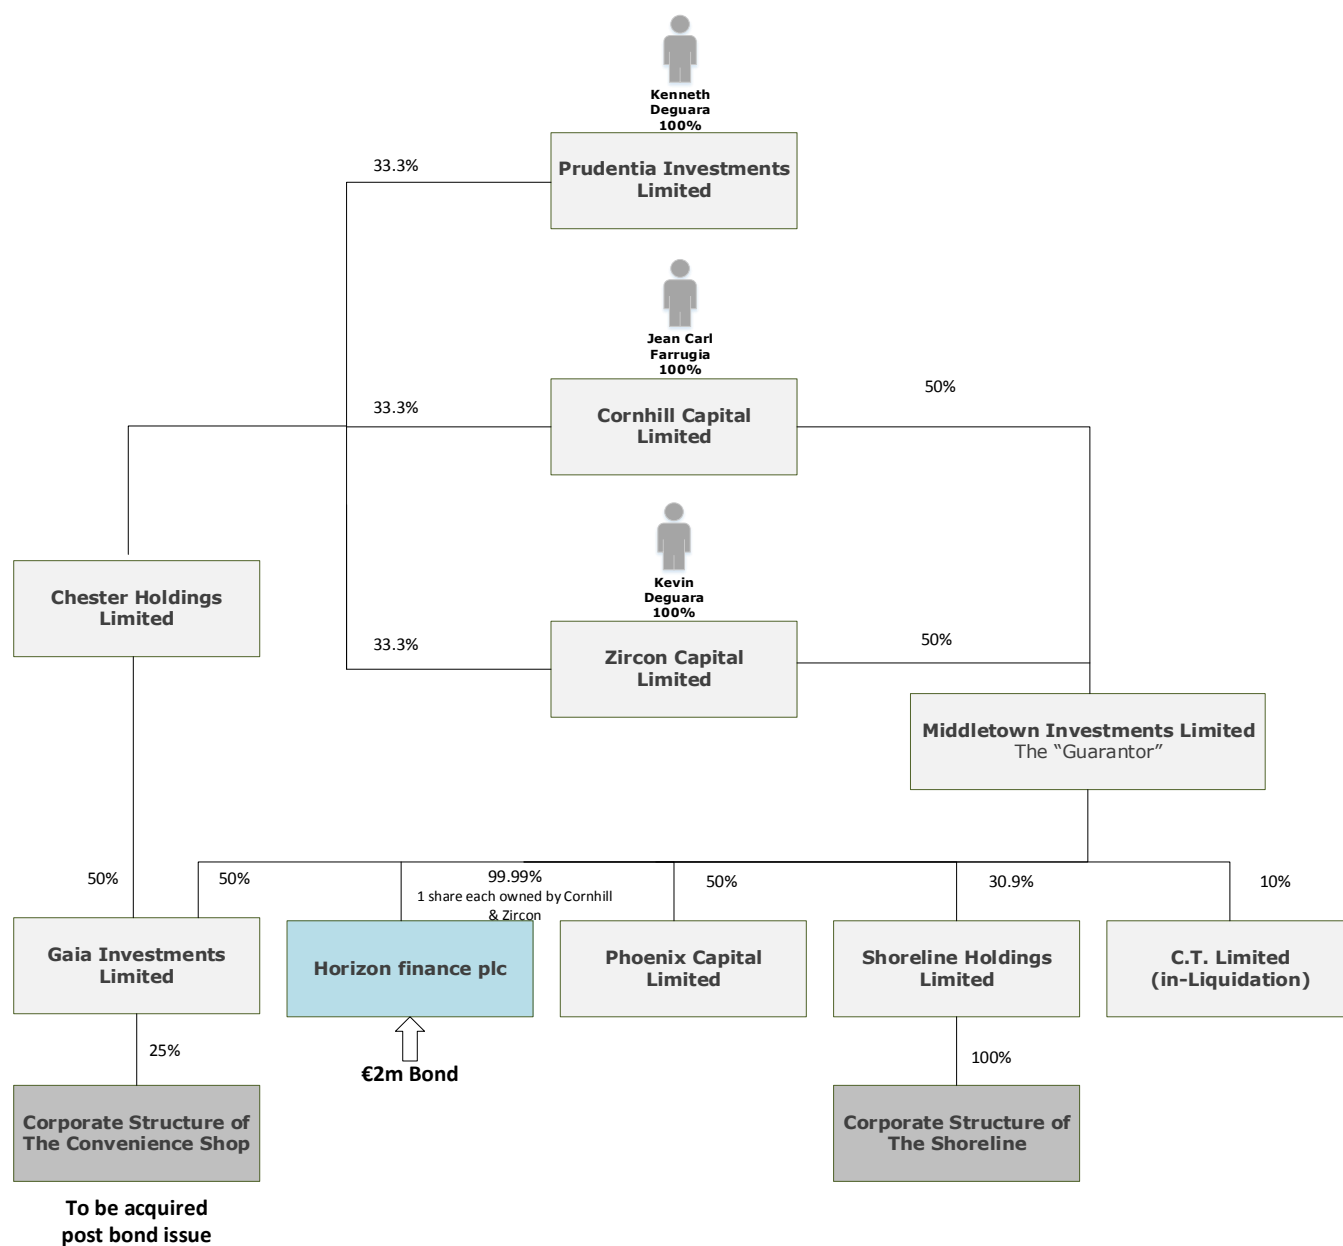 Kenneth
Deguara
100%
33.3%
Prudentia Investments
Limited
Jean Carl
Farrugia
100%
33.3%
Cornhill Capital
Limited
50%
Kevin
Deguara
100%
Chester Holdings
Limited
33.3%
Zircon Capital
Limited
50%
Middletown Investments Limited
The “Guarantor”
50%
50%
99.99%
1 share each owned by Cornhill
& Zircon
50%
30.9%
10%
Gaia Investments
Limited
Horizon finance plc
Phoenix Capital
Limited
Shoreline Holdings
Limited
C.T. Limited
(in-Liquidation)
25%
€2m Bond
100%
Corporate Structure of
The Convenience Shop
Corporate Structure of
The Shoreline
To be acquired
post bond issue